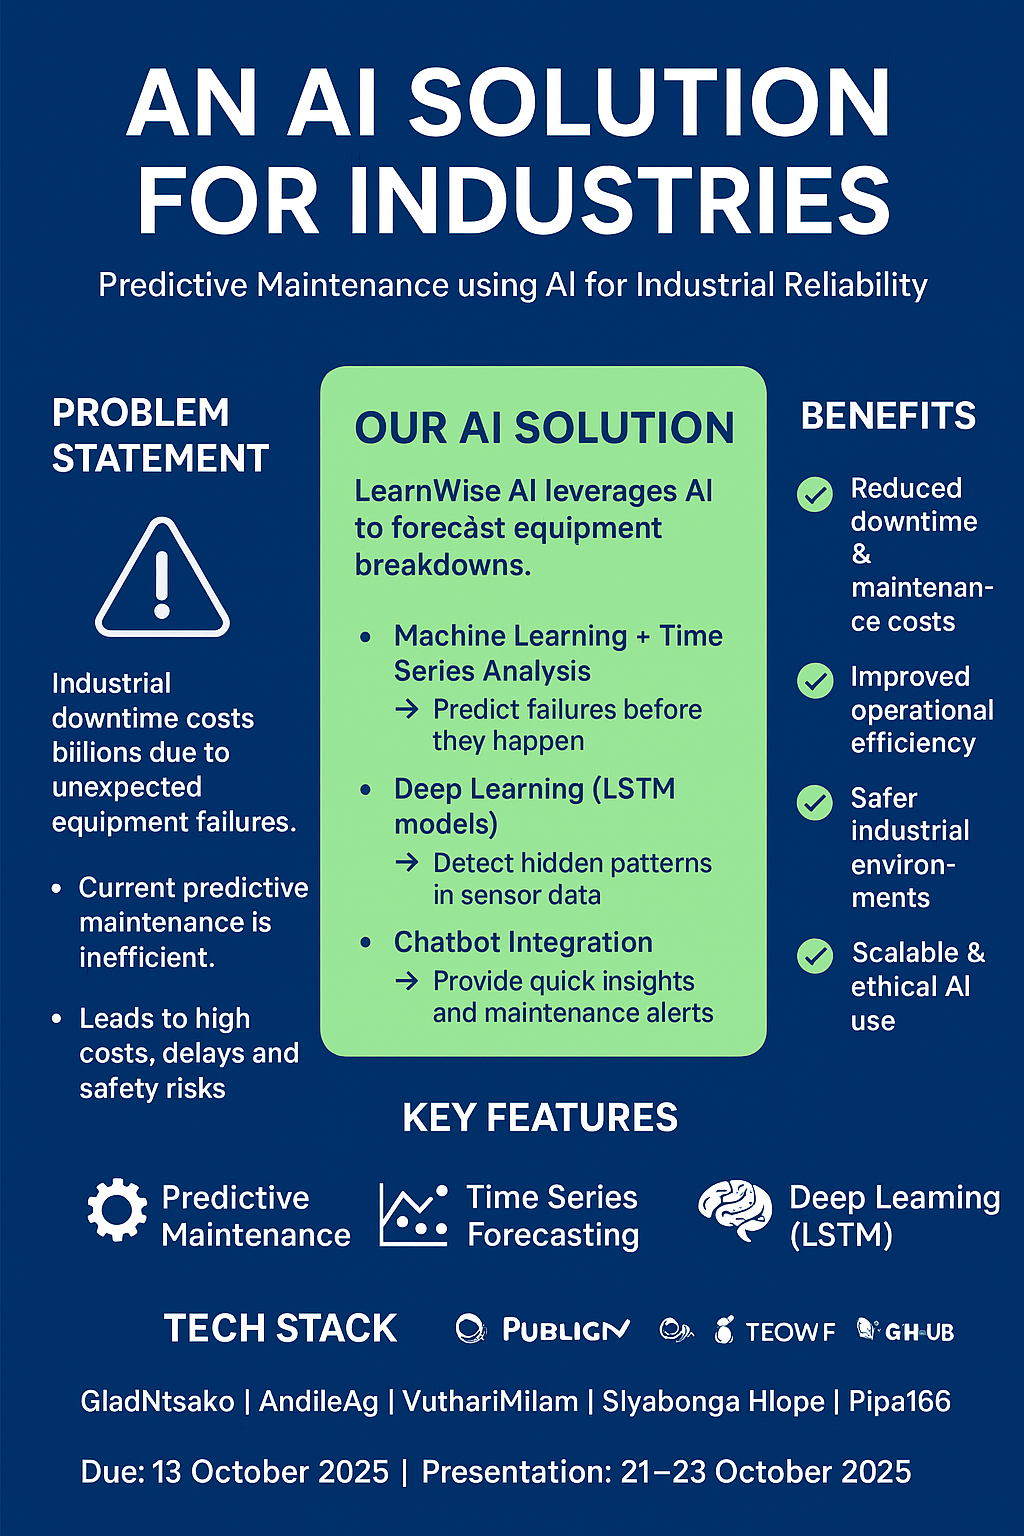 AN AI SOLUTION
FOR INDUSTRIES
Predictive Maintenance using AI for Industrial Reliability
PROBLEM
STATEMENT
Industrial
downtime costs
biilions due to
unexpected
equipment failures.
• Current predictive
maintenance is
inefficient.
• Leads to high
costs, delays and
safety risks
OUR AI SOLUTION
LearnWise AI leverages AI
to forecàst equipment
breakdowns.
• Machine Learning + Time
Series Analysis
→ Predict failures before
they happen
• Deep Learning (LSTM
models)
→ Detect hidden patterns
in sensor data
• Chatbot Integration
→ Provide quick insights
and maintenance alerts
BENEFITS
Reduced
downtime
&
maintenan-
ce costs
Improved
operational
efficiency
Safer
industrial
environ-
ments
Scalable &
ethical AI
use
KEY FEATURES
Predictive
Maintenance
Time Series
Forecasting
Deep Leaming
(LSTM)
TECH STACK
TEOWF
GladNtsako | AndileAg | VuthariMilam | Slyabonga Hlope | Pipa166
Due: 13 October 2025 | Presentation: 21–23 October 2025